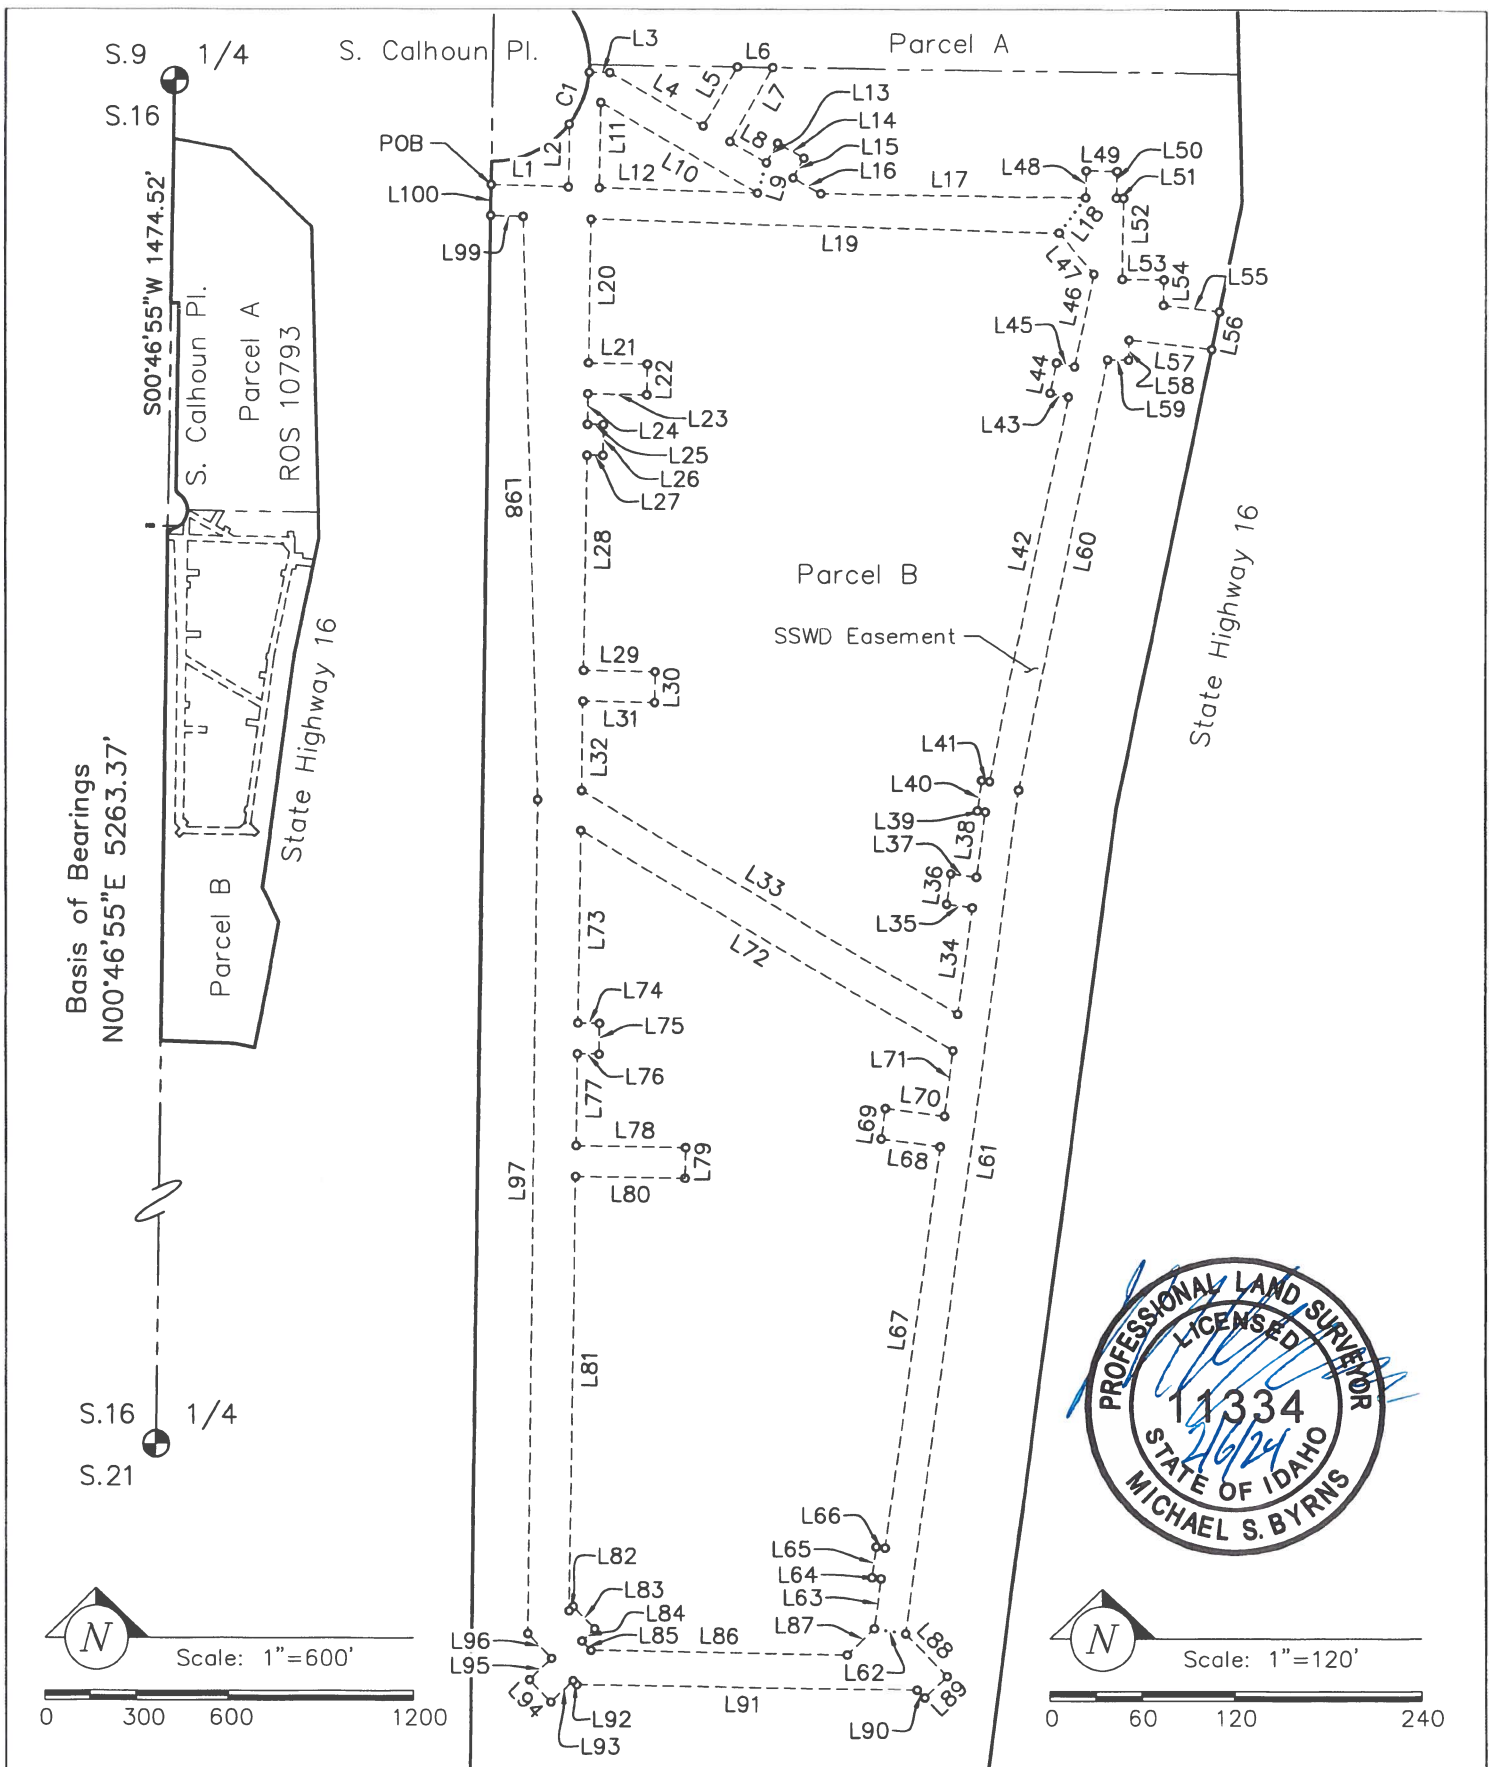 S.9 1/4
S.16
S00°46'55"W 1474.52'
S. Calhoun Pl.
Parcel A
ROS 10793
State Highway 16
Basis of Bearings
N00°46'55"E 5263.37'
Parcel B
S.16 1/4
S.21
N
Scale: 1"=600'
0 300 600 1200
S. Calhoun Pl.
Parcel A
POB
C1
L1
L2
L3
L4
L5
L6
L7
L8
L9
L10
L11
L12
L13
L14
L15
L16
L17
L18
L19
L20
L21
L22
L23
L24
L25
L26
L27
L28
L29
L30
L31
L32
L33
L34
L35
L36
L37
L38
L39
L40
L41
L42
L43
L44
L45
L46
L47
L48
L49
L50
L51
L52
L53
L54
L55
L56
L57
L58
L59
L60
L61
L62
L63
L64
L65
L66
L67
L68
L69
L70
L71
L72
L73
L74
L75
L76
L77
L78
L79
L80
L81
L82
L83
L84
L85
L86
L87
L88
L89
L90
L91
L92
L93
L94
L95
L96
L97
L98
L99
L100
Parcel B
SSWD Easement
State Highway 16
PROFESSIONAL LAND SURVEYOR
LICENSED
11334
2/6/24
STATE OF IDAHO
MICHAEL S. BYRNS
N
Scale: 1"=120'
0 60 120 240